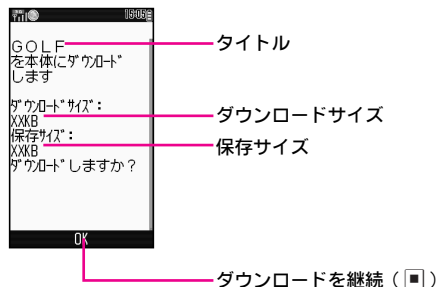 15:05
GOLF
を本体にﾀﾞｳﾝﾛｰﾄﾞ
します
ﾀﾞｳﾝﾛｰﾄﾞｻｲｽﾞ：
XXKB
保存ｻｲｽﾞ：
XXKB
ﾀﾞｳﾝﾛｰﾄﾞしますか？
OK
タイトル
ダウンロードサイズ
保存サイズ
ダウンロードを継続（■）